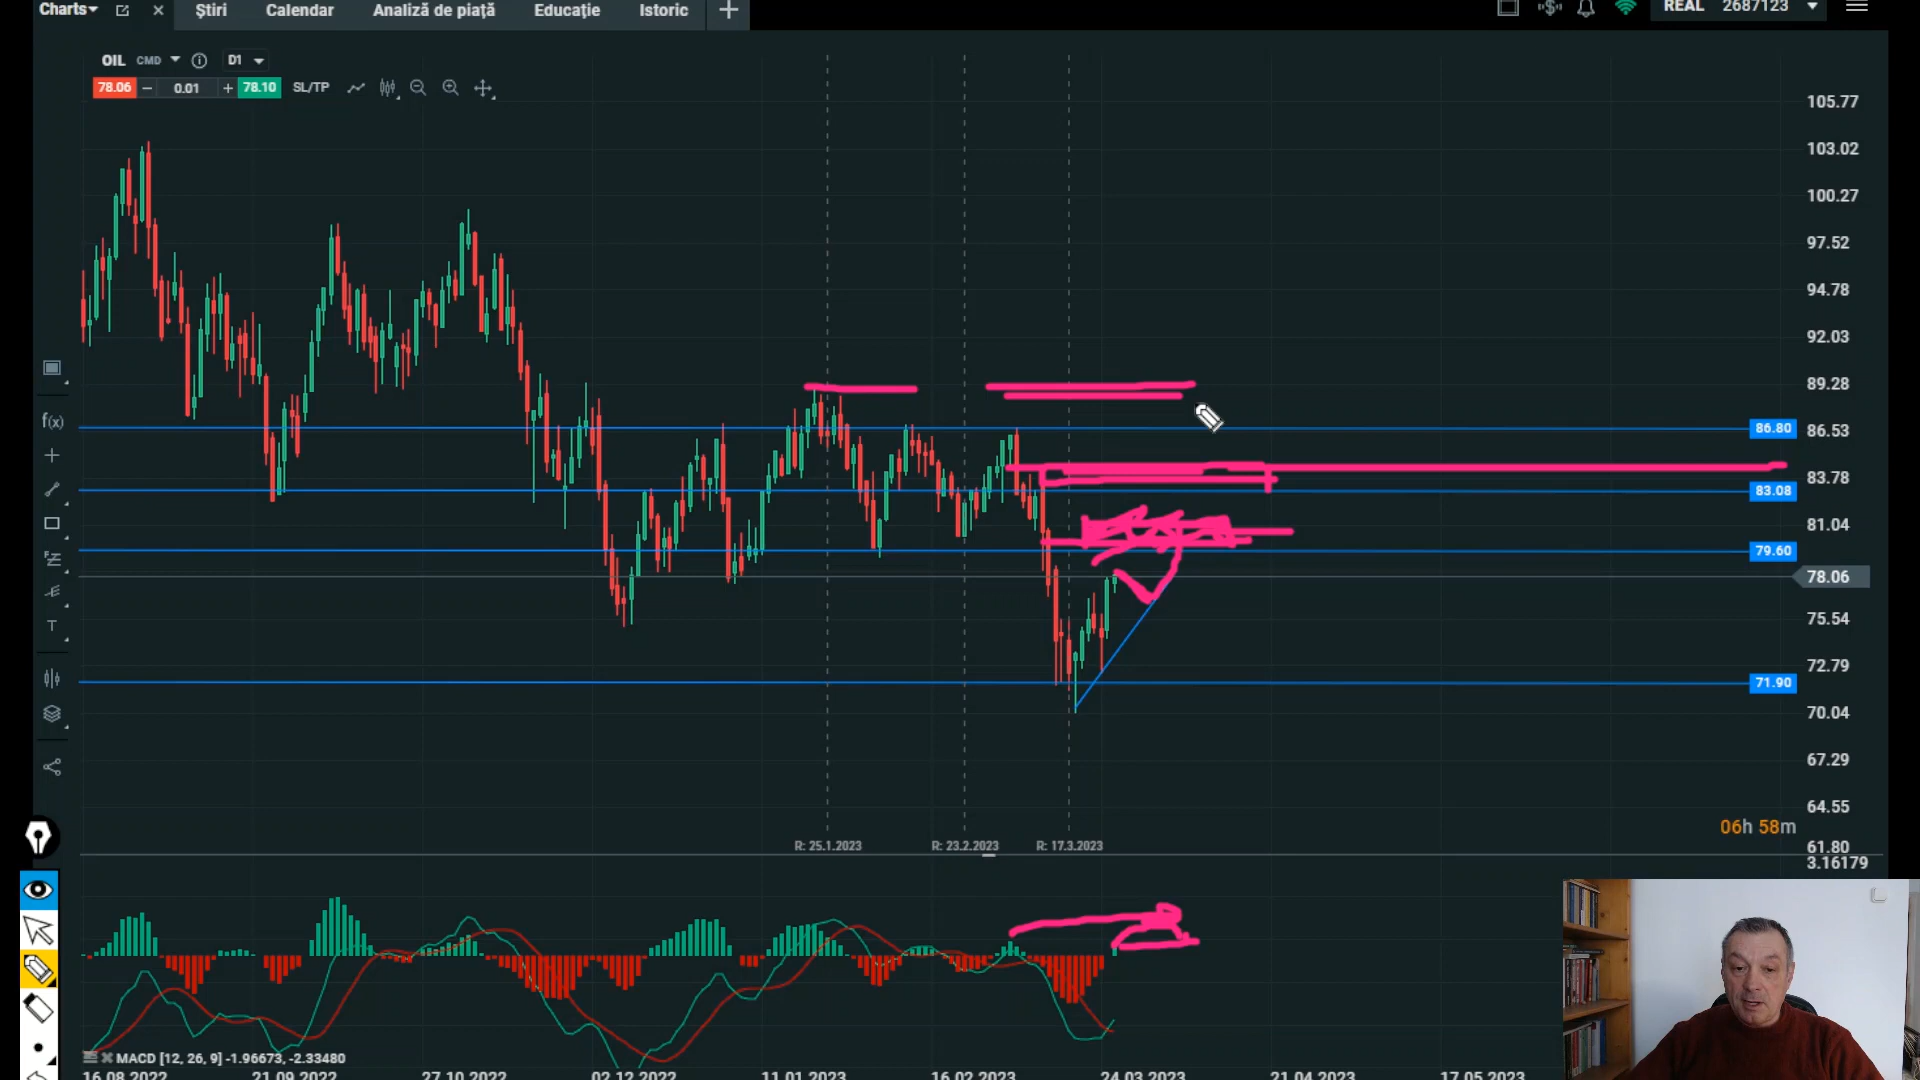 Charts Știri Calendar Analiză de piață Educație Istoric REAL 2687123
OIL CMD D1
78.06 0.01 78.10 SL/TP
105.77
103.02
100.27
97.52
94.78
92.03
89.28
86.80 86.53
83.78
83.08
81.04
79.60
78.06
75.54
72.79
71.90
70.04
67.29
64.55
06h 58m
R: 25.1.2023 R: 23.2.2023 R: 17.3.2023 61.80
3.16179
f(x)
T
MACD [12, 26, 9] -1.96673, -2.33480
16.08.2022 21.09.2022 27.10.2022 02.12.2022 11.01.2023 16.02.2023 24.03.2023 21.04.2023 17.05.2023